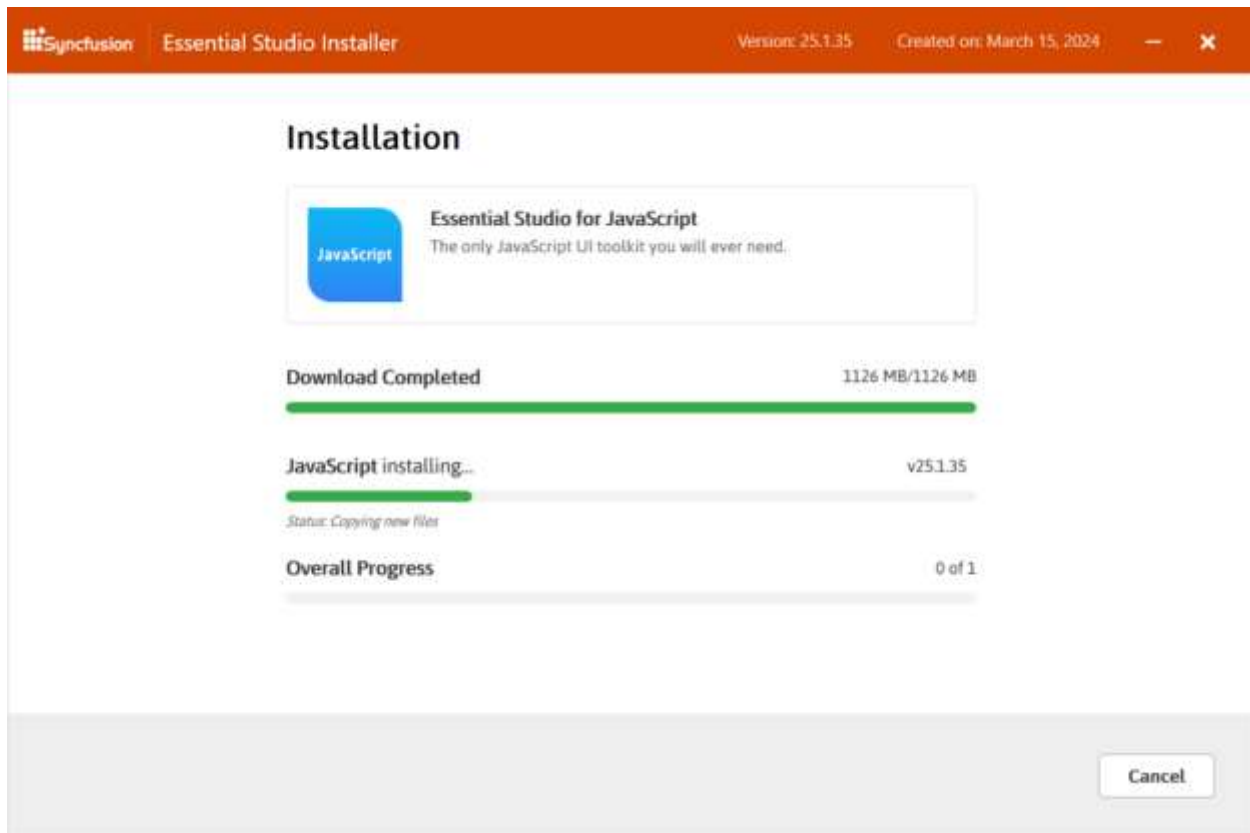 Syncfusion Essential Studio Installer Version: 25.1.35 Created on: March 15, 2024
Installation
Essential Studio for JavaScript
The only JavaScript UI toolkit you will ever need.
JavaScript
Download Completed 1126 MB/1126 MB
JavaScript installing... v25.1.35
Status: Copying new files
Overall Progress 0 of 1
Cancel